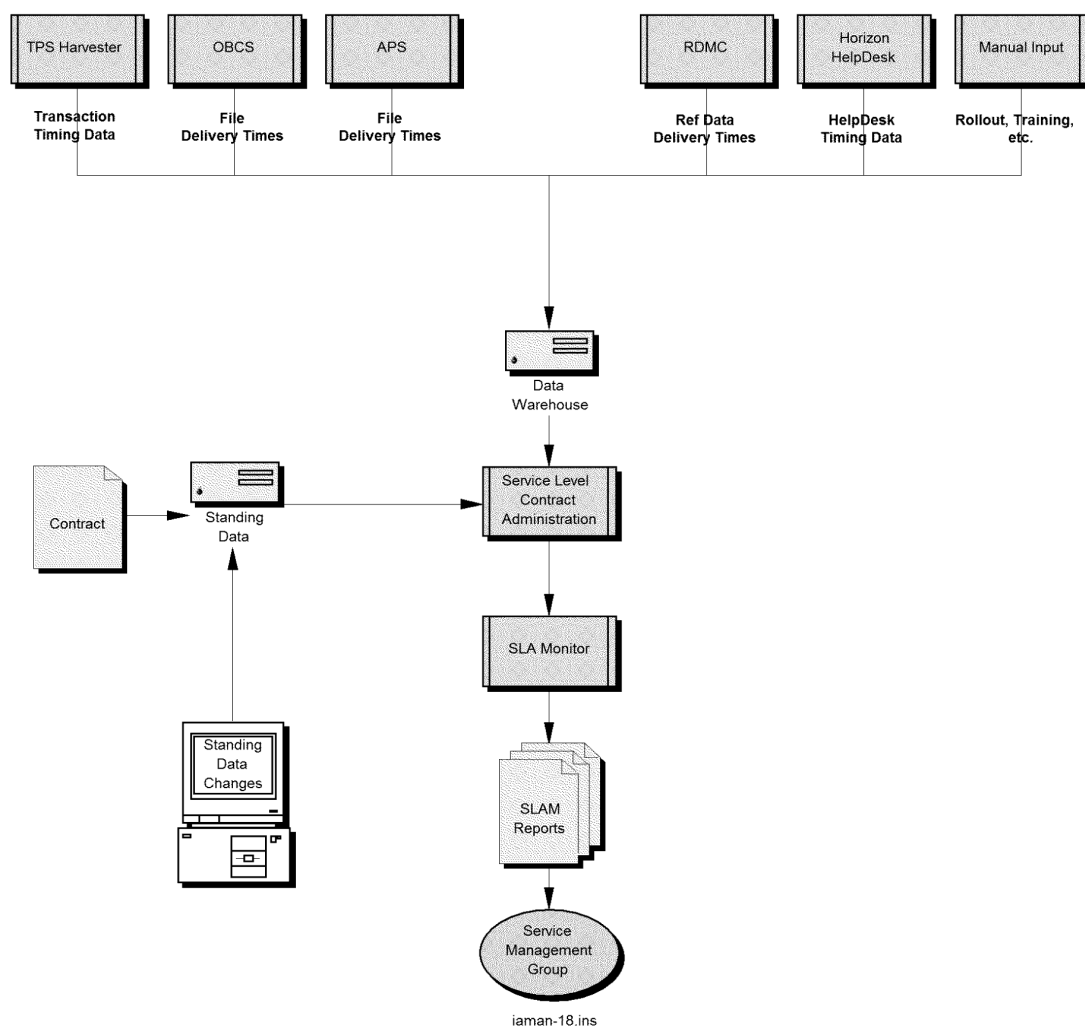 TPS Harvester
OBCS
APS
RDMC
Horizon
HelpDesk
Manual Input
Transaction
Timing Data
File
Delivery Times
File
Delivery Times
Ref Data
Delivery Times
HelpDesk
Timing Data
Rollout, Training,
etc.
Data
Warehouse
Contract
Standing
Data
Service Level
Contract
Administration
SLA Monitor
Standing
Data
Changes
SLAM
Reports
Service
Management
Group
iaman-18.ins